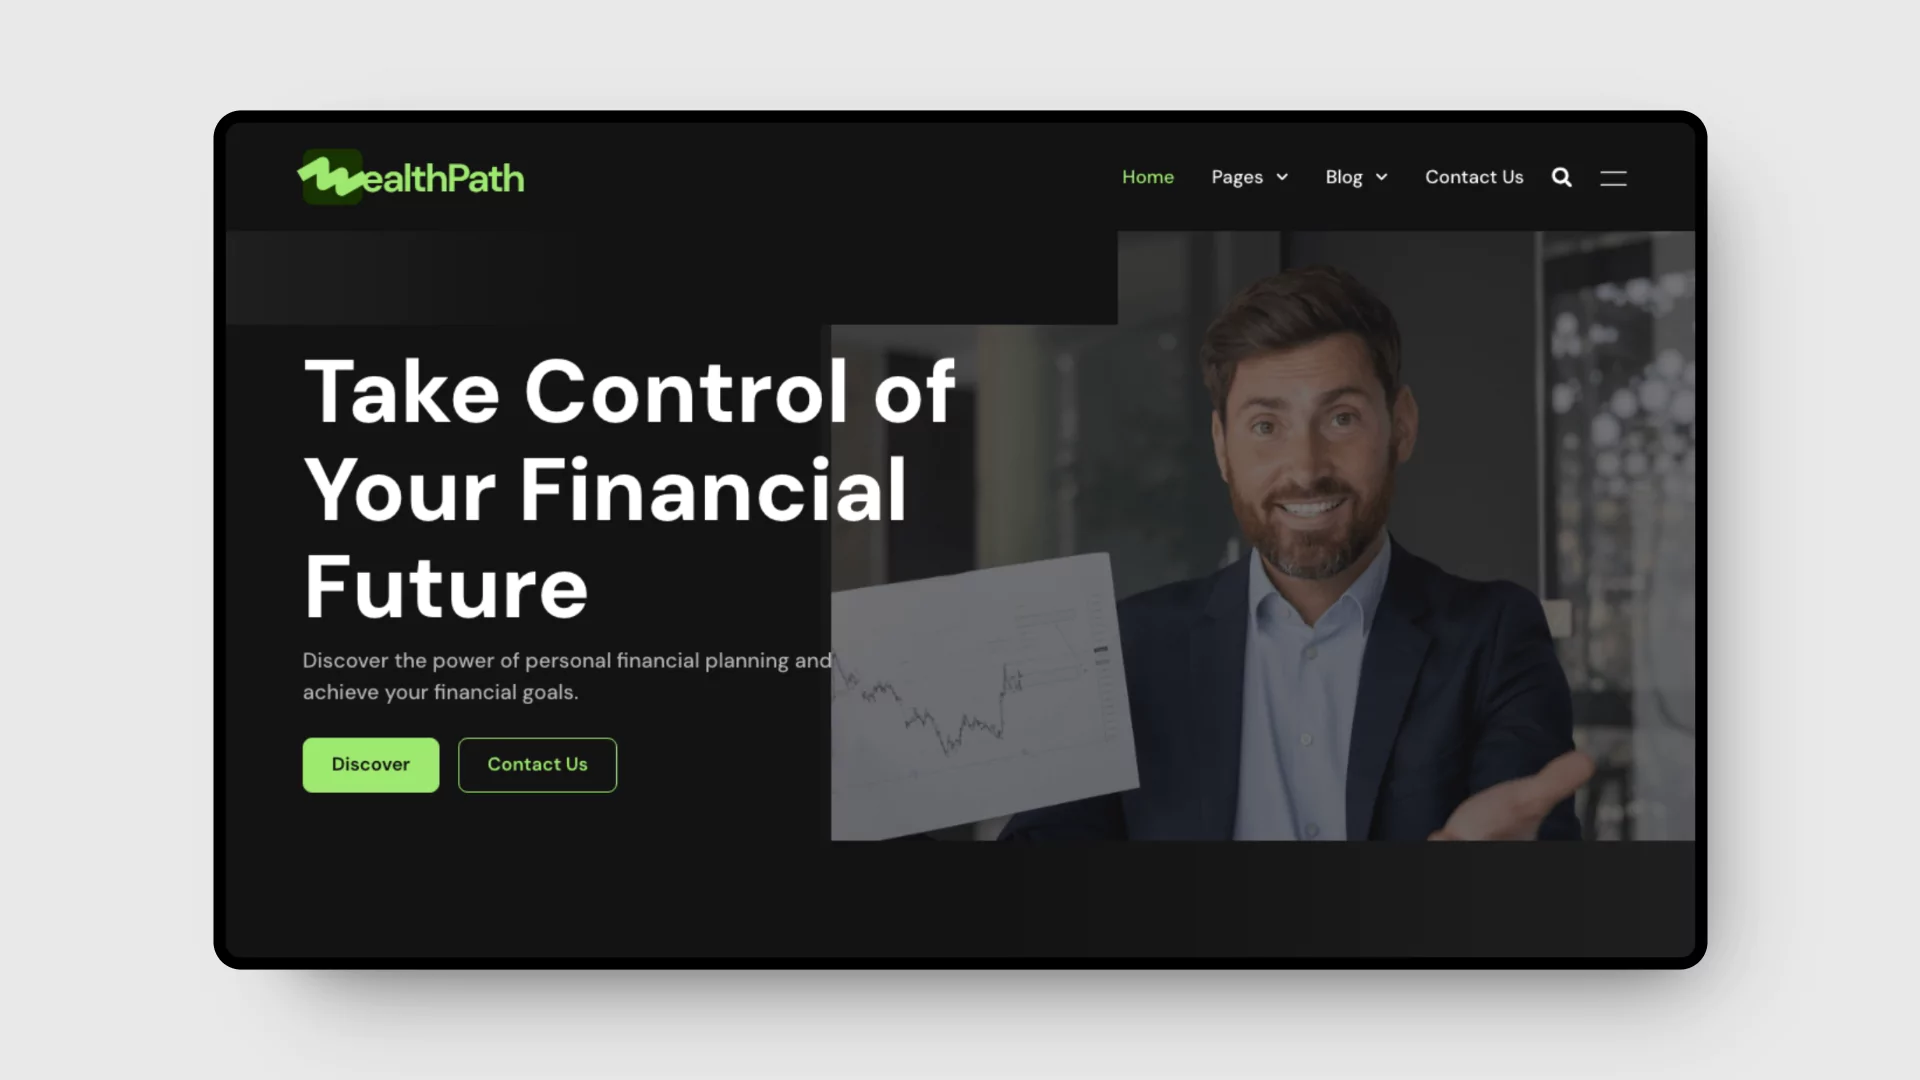 WealthPath
Home Pages Blog Contact Us
Take Control of
Your Financial
Future
Discover the power of personal financial planning and
achieve your financial goals.
Discover Contact Us